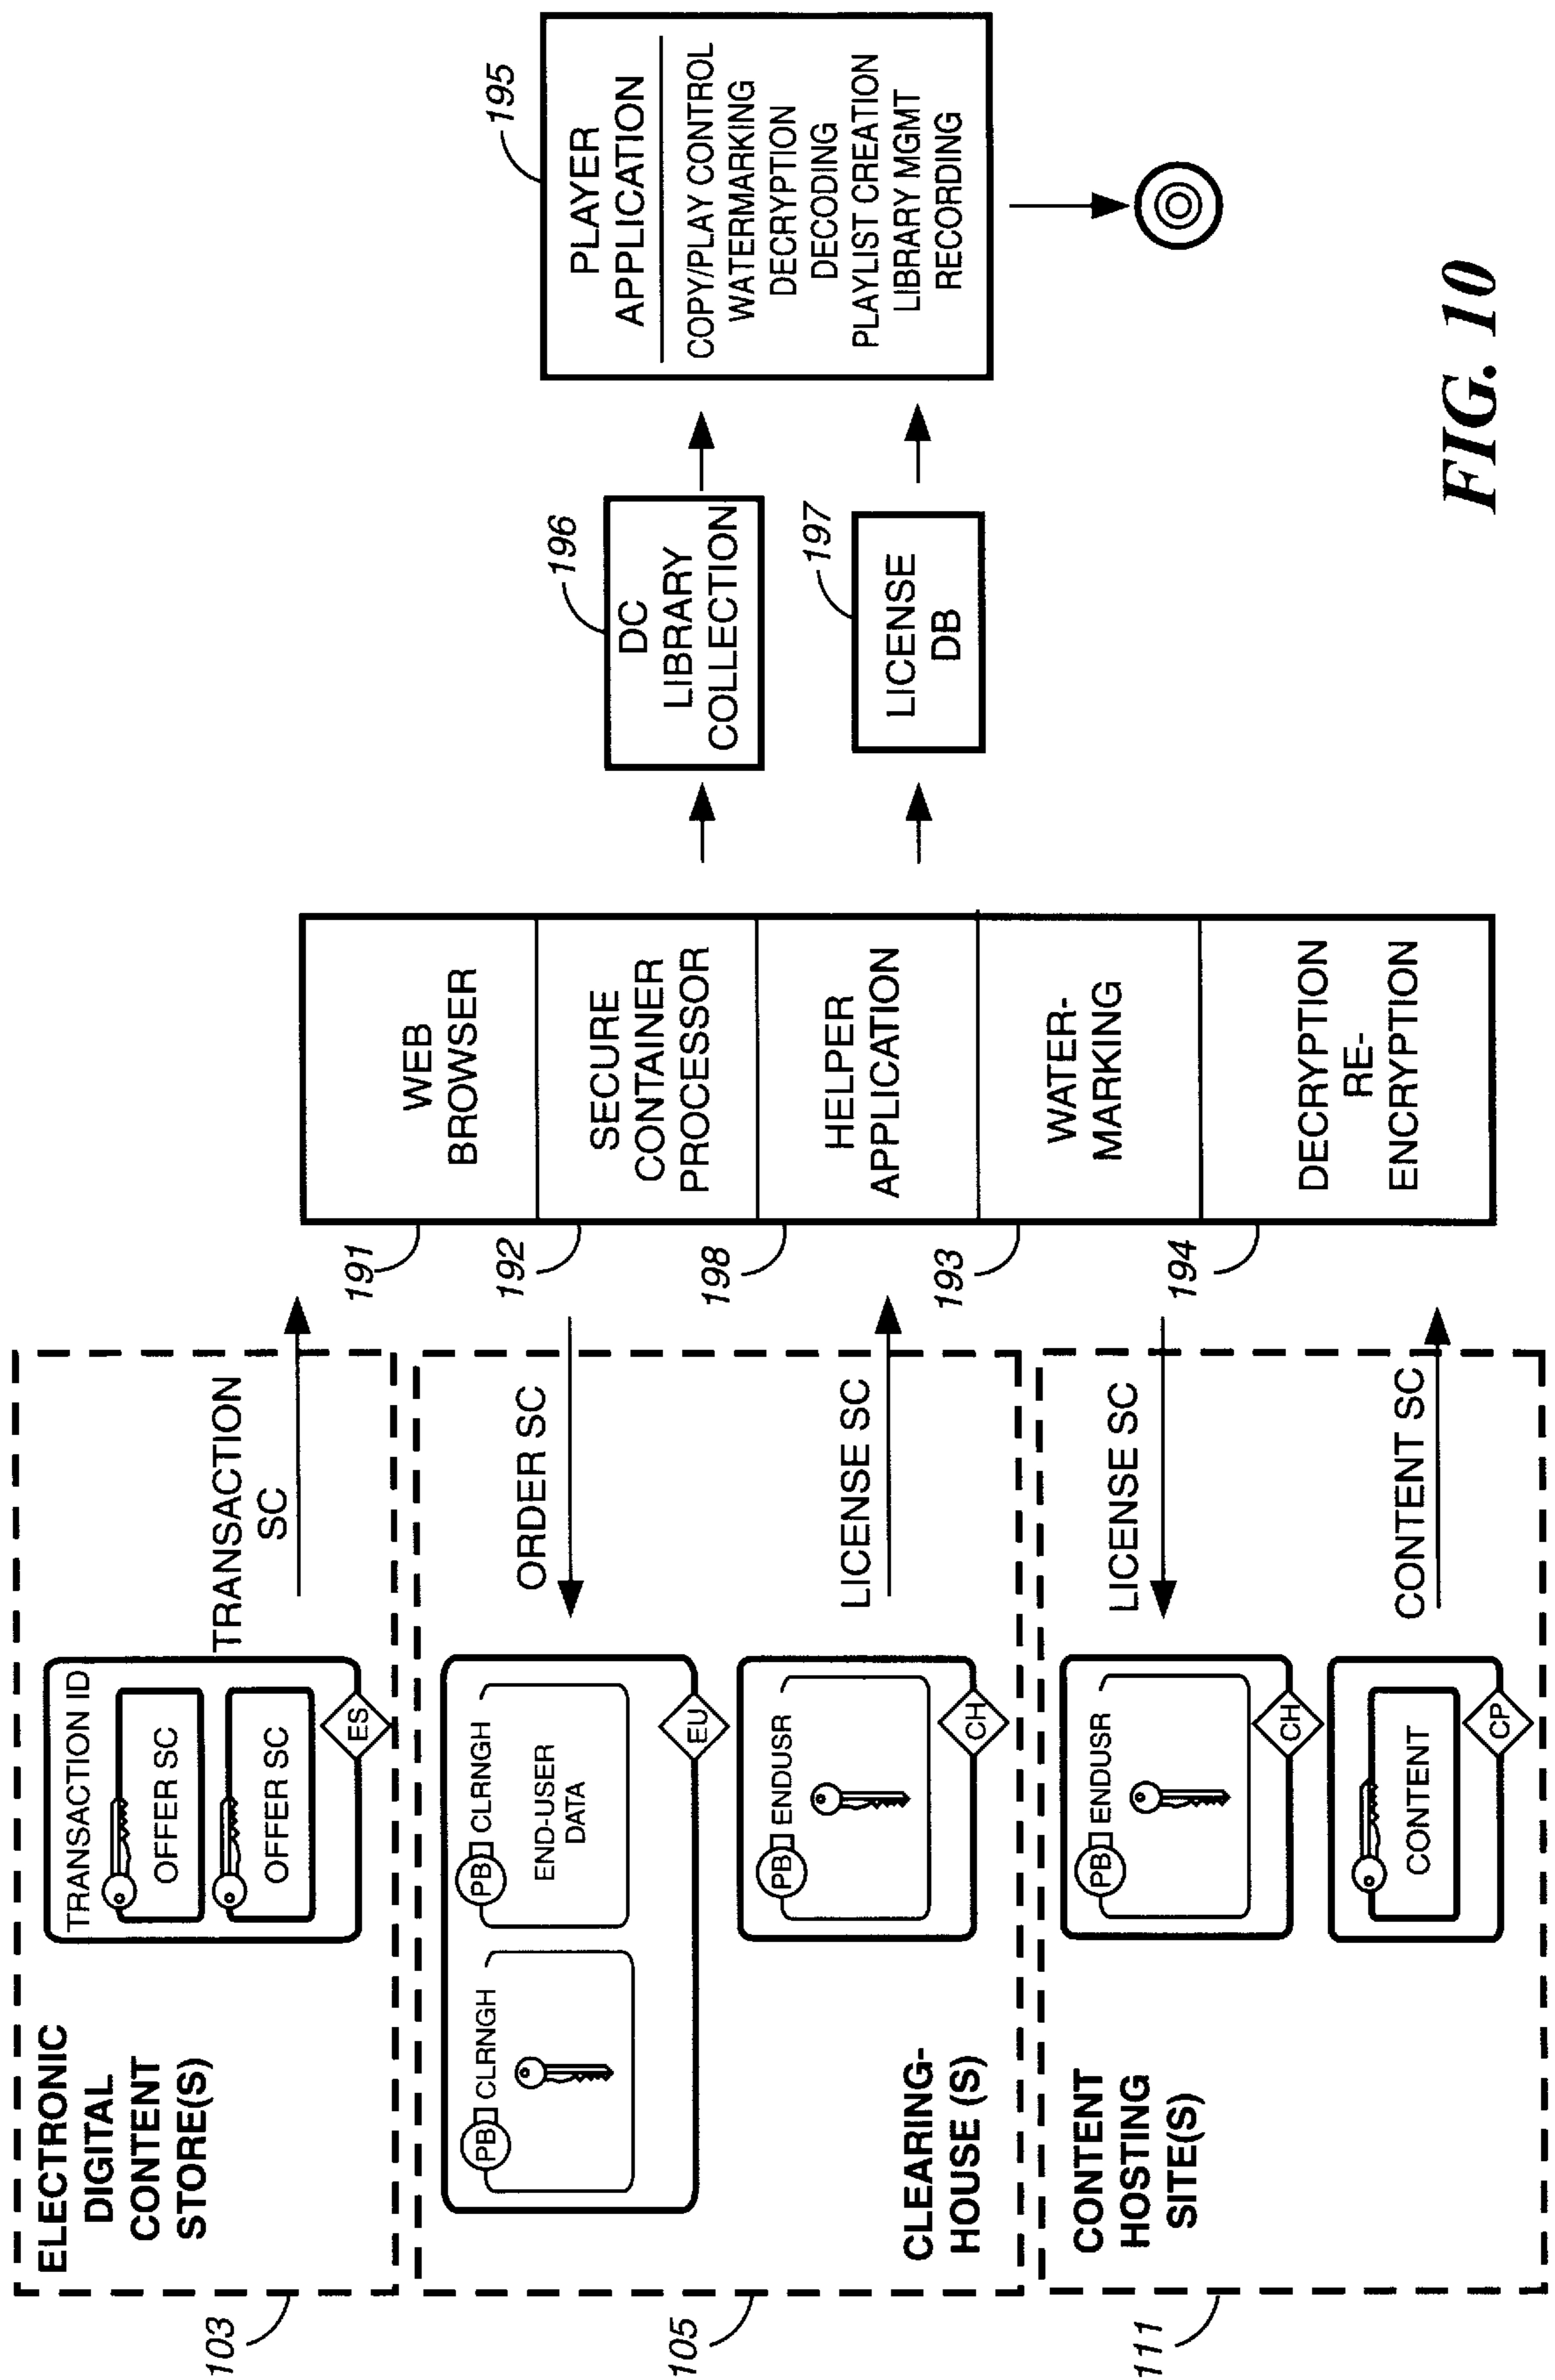 103
ELECTRONIC
DIGITAL
CONTENT
STORE(S)
TRANSACTION ID
OFFER SC
OFFER SC
ES
TRANSACTION
SC
105
CLEARING-
HOUSE (S)
PB CLRNGH
PB CLRNGH
END-USER
DATA
EU
ORDER SC
PB ENDUSR
CH
LICENSE SC
111
CONTENT
HOSTING
SITE(S)
PB ENDUSR
CH
LICENSE SC
CONTENT
CP
CONTENT SC
191
WEB
BROWSER
192
SECURE
CONTAINER
PROCESSOR
198
HELPER
APPLICATION
193
WATER-
MARKING
194
DECRYPTION
RE-
ENCRYPTION
196
DC
LIBRARY
COLLECTION
197
LICENSE
DB
195
PLAYER
APPLICATION
COPY/PLAY CONTROL
WATERMARKING
DECRYPTION
DECODING
PLAYLIST CREATION
LIBRARY MGMT
RECORDING
FIG. 10